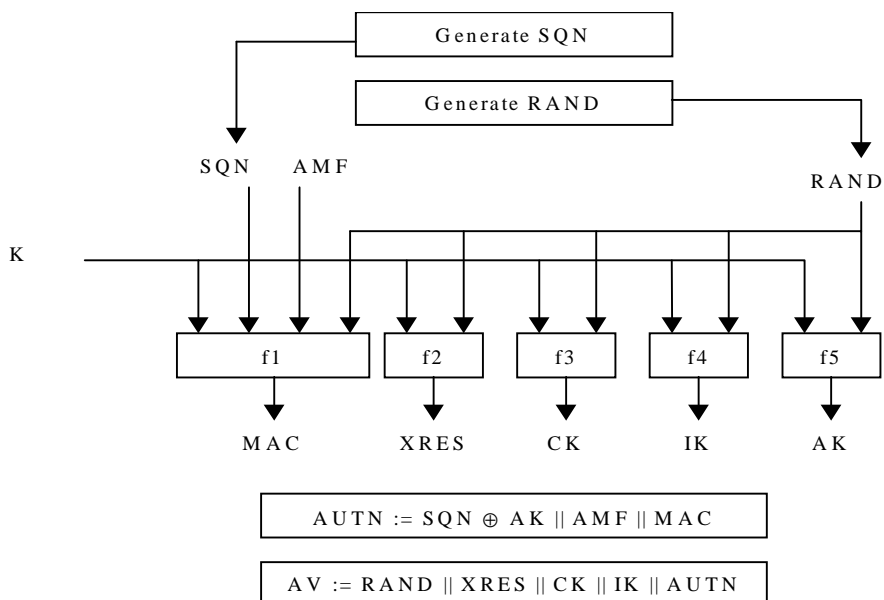 Generate SQN
Generate RAND
SQN AMF RAND
K
f1 f2 f3 f4 f5
MAC XRES CK IK AK
AUTN := SQN ⊕ AK || AMF || MAC
AV := RAND || XRES || CK || IK || AUTN